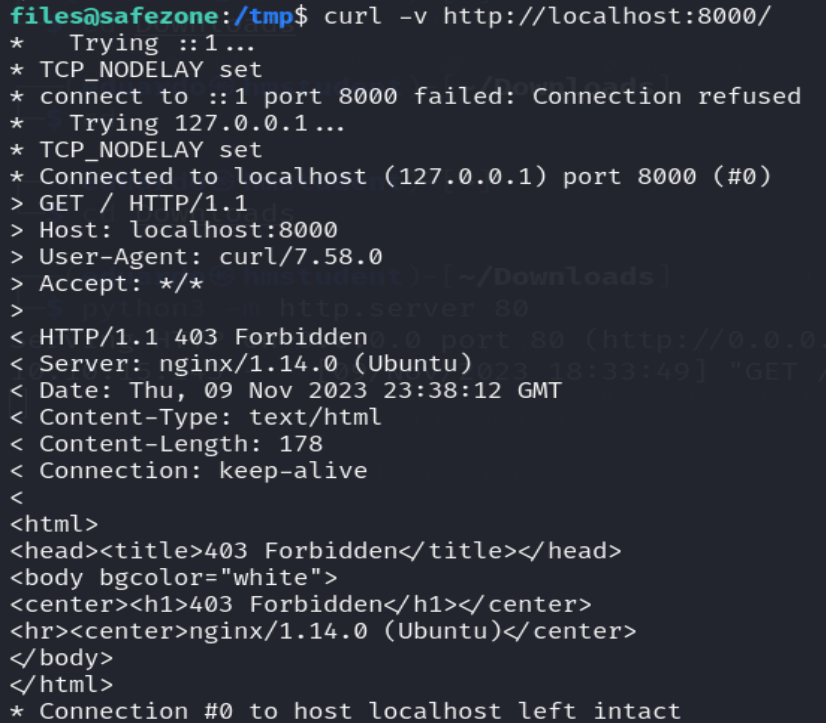 files@safezone:/tmp$ curl -v http://localhost:8000/
*   Trying ::1...
* TCP_NODELAY set
* connect to ::1 port 8000 failed: Connection refused
*   Trying 127.0.0.1...
* TCP_NODELAY set
* Connected to localhost (127.0.0.1) port 8000 (#0)
> GET / HTTP/1.1
> Host: localhost:8000
> User-Agent: curl/7.58.0
> Accept: */*
>
< HTTP/1.1 403 Forbidden
< Server: nginx/1.14.0 (Ubuntu)
< Date: Thu, 09 Nov 2023 23:38:12 GMT
< Content-Type: text/html
< Content-Length: 178
< Connection: keep-alive
<
<html>
<head><title>403 Forbidden</title></head>
<body bgcolor="white">
<center><h1>403 Forbidden</h1></center>
<hr><center>nginx/1.14.0 (Ubuntu)</center>
</body>
</html>
* Connection #0 to host localhost left intact